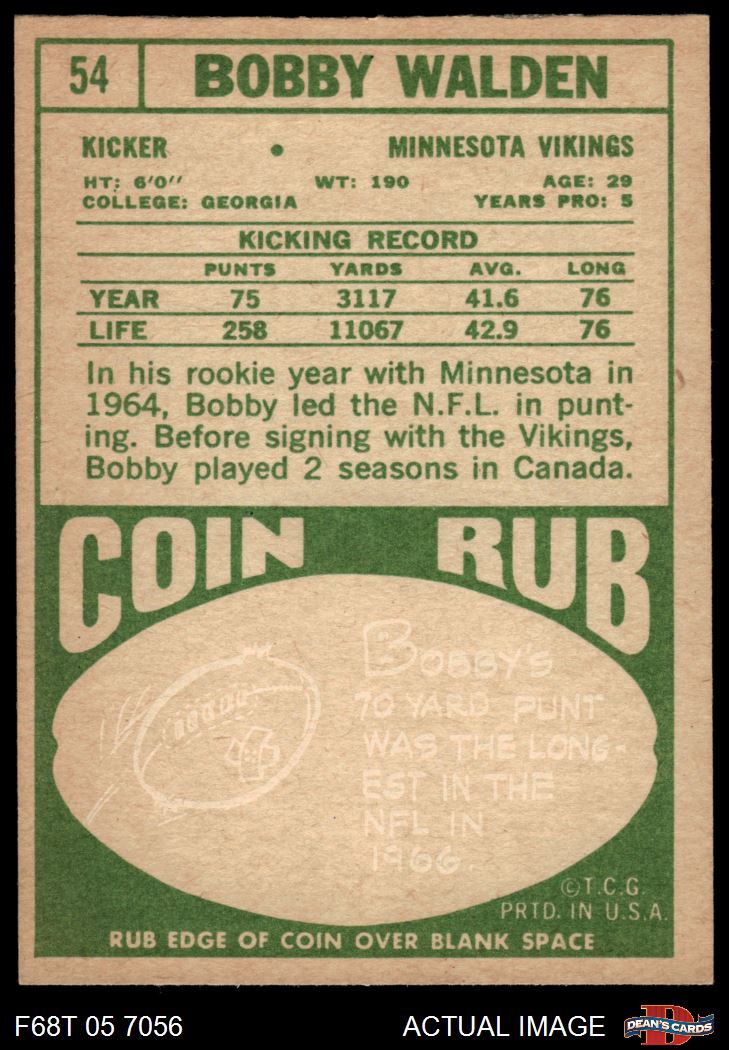 54 BOBBY WALDEN
KICKER • MINNESOTA VIKINGS
HT: 6'0'' WT: 190 AGE: 29
COLLEGE: GEORGIA YEARS PRO: 5
KICKING RECORD
PUNTS YARDS AVG. LONG
YEAR 75 3117 41.6 76
LIFE 258 11067 42.9 76
In his rookie year with Minnesota in
1964, Bobby led the N.F.L. in punt-
ing. Before signing with the Vikings,
Bobby played 2 seasons in Canada.
COIN RUB
BOBBY'S
70 YARD PUNT
WAS THE LONG-
EST IN THE
NFL IN
1966.
©T.C.G.
PRTD. IN U.S.A.
RUB EDGE OF COIN OVER BLANK SPACE
F68T 05 7056 ACTUAL IMAGE D DEAN'S CARDS